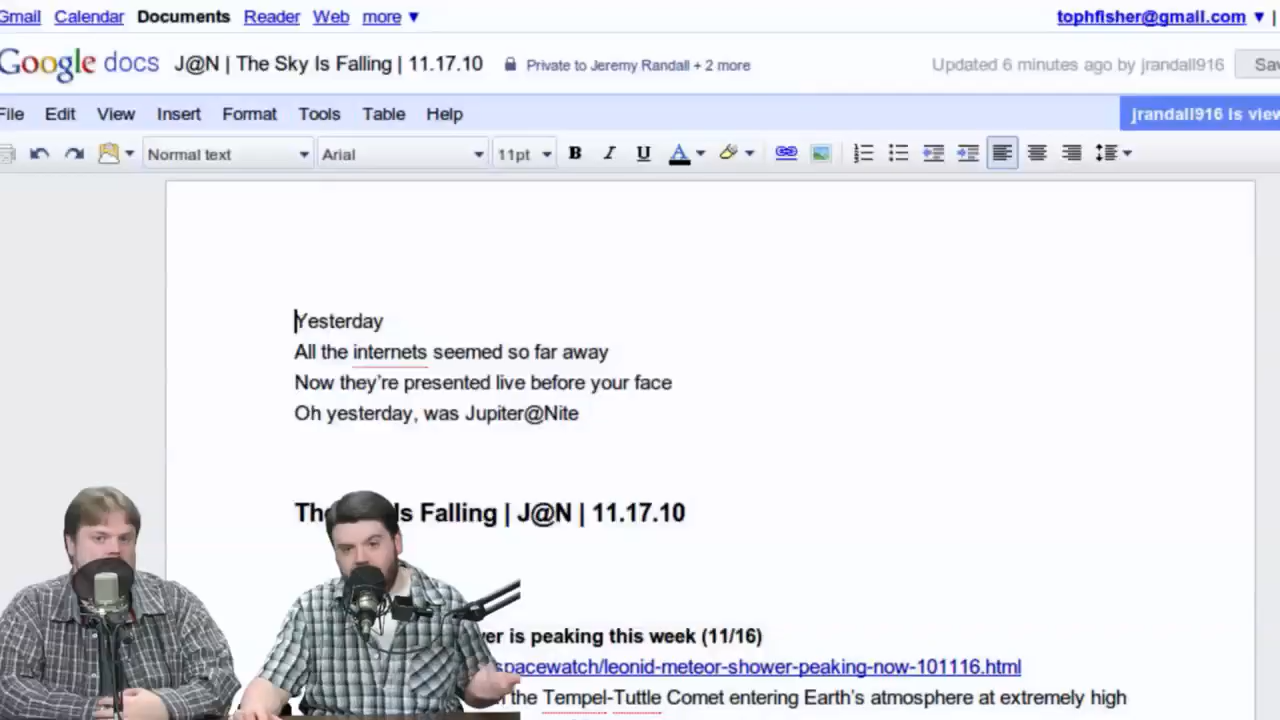 Gmail Calendar Documents Reader Web more ▼ tophfisher@gmail.com ▼ |
Google docs J@N | The Sky Is Falling | 11.17.10 Private to Jeremy Randall + 2 more Updated 6 minutes ago by jrandall916
File Edit View Insert Format Tools Table Help jrandall916 is
Normal text Arial 11pt B I U A
Yesterday
All the internets seemed so far away
Now they're presented live before your face
Oh yesterday, was Jupiter@Nite
Is Falling | J@N | 11.17.10
is peaking this week (11/16)
spacewatch/leonid-meteor-shower-peaking-now-101116.html
the Tempel-Tuttle Comet entering Earth's atmosphere at extremely high